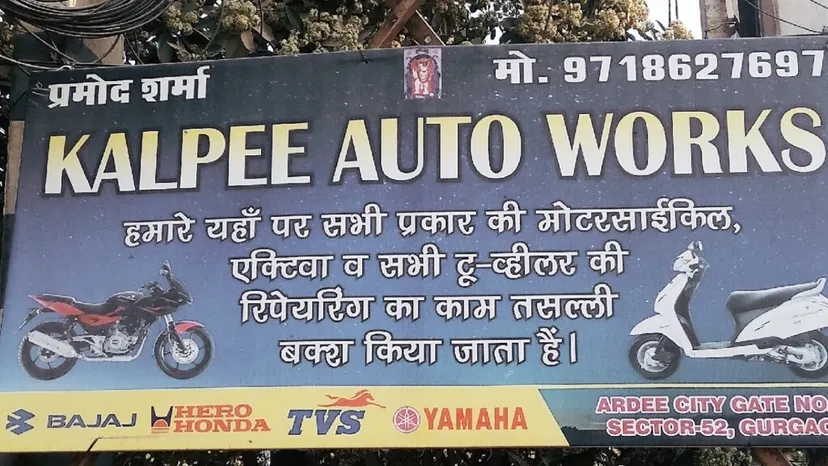 प्रमोद शर्मा
मो. 9718627697
KALPEE AUTO WORKS
हमारे यहाँ पर सभी प्रकार की मोटरसाईकिल,
एक्टिवा व सभी टू-व्हीलर की
रिपेयरिंग का काम तसल्ली
बक्श किया जाता हैं।
BAJAJ HERO HONDA TVS YAMAHA
ARDEE CITY GATE NO
SECTOR-52, GURGAO